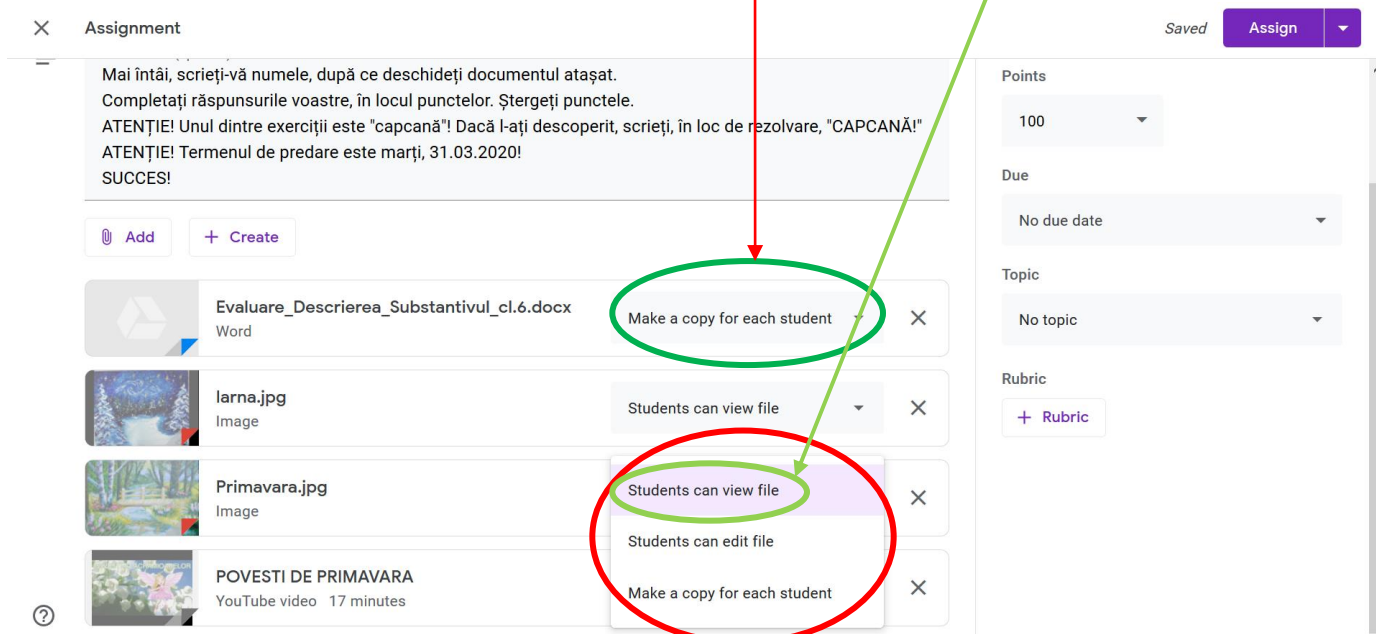 Assignment
Saved
Assign
Mai întâi, scrieți-vă numele, după ce deschideți documentul atașat.
Completați răspunsurile voastre, în locul punctelor. Ștergeți punctele.
ATENȚIE! Unul dintre exerciții este "capcană"! Dacă l-ați descoperit, scrieți, în loc de rezolvare, "CAPCANĂ!"
ATENȚIE! Termenul de predare este marți, 31.03.2020!
SUCCES!
Add
+ Create
Evaluare_Descrierea_Substantivul_cl.6.docx
Word
Make a copy for each student
Iarna.jpg
Image
Students can view file
Primavara.jpg
Image
Students can view file
Students can edit file
Make a copy for each student
POVESTI DE PRIMAVARA
YouTube video 17 minutes
Points
100
Due
No due date
Topic
No topic
Rubric
+ Rubric